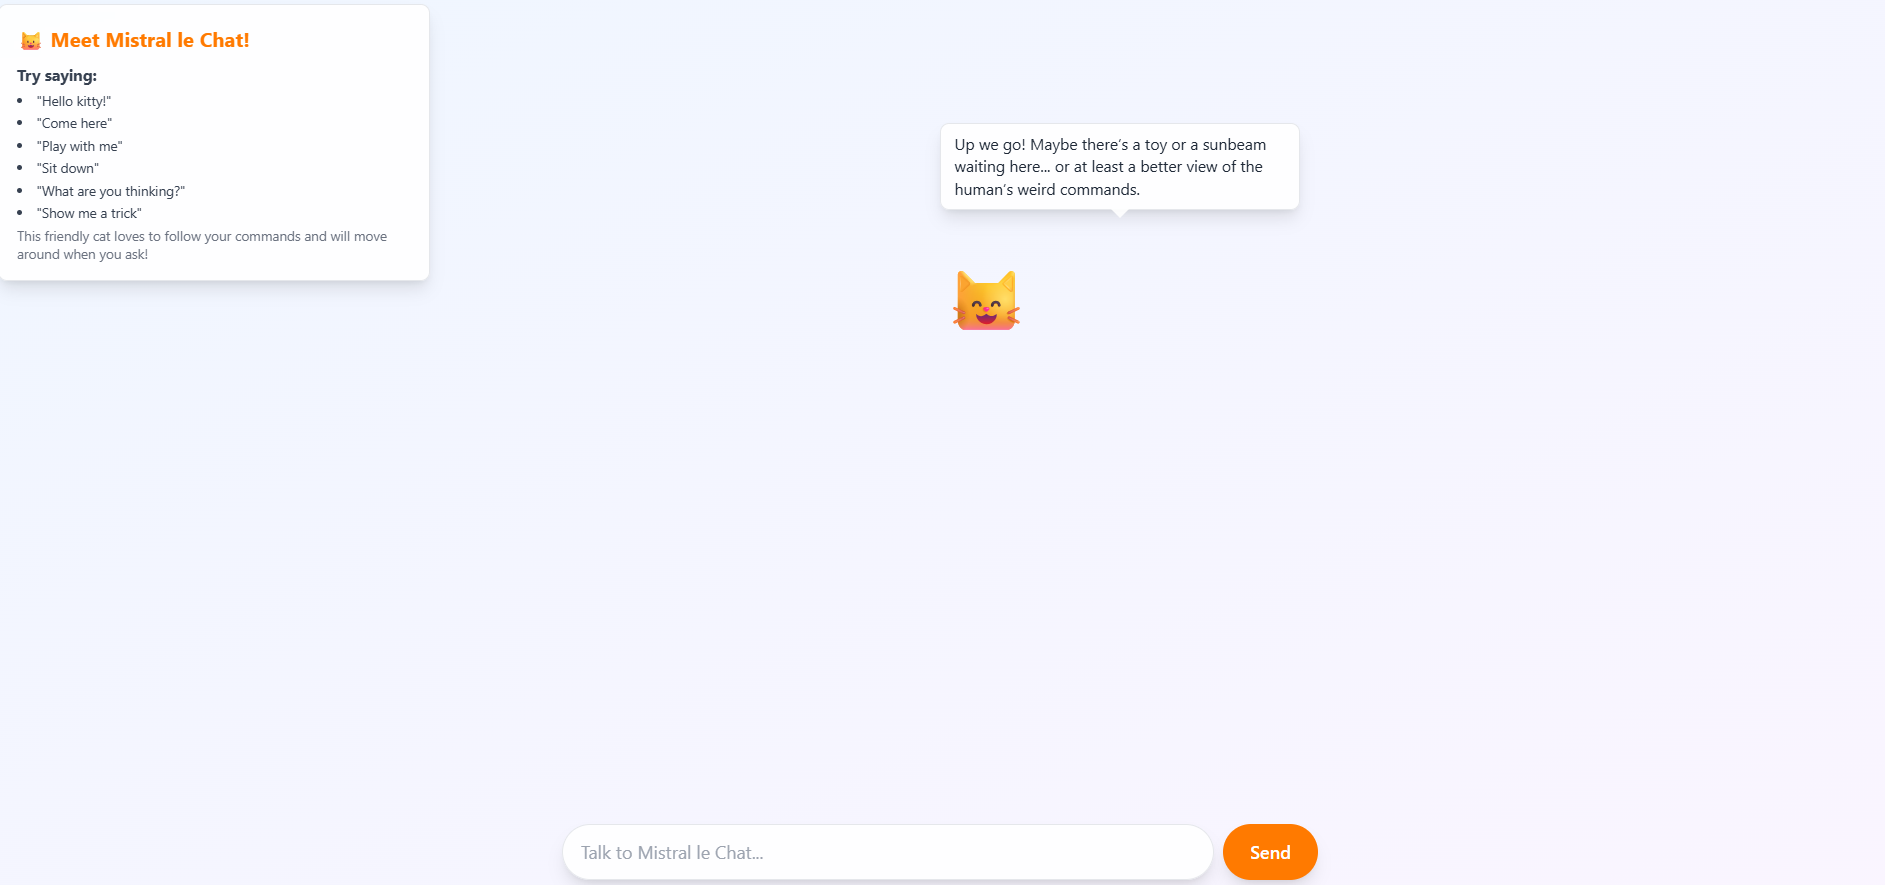 Meet Mistral le Chat!
Try saying:
"Hello kitty!"
"Come here"
"Play with me"
"Sit down"
"What are you thinking?"
"Show me a trick"
This friendly cat loves to follow your commands and will move
around when you ask!
Up we go! Maybe there's a toy or a sunbeam
waiting here... or at least a better view of the
human's weird commands.
Talk to Mistral le Chat...
Send